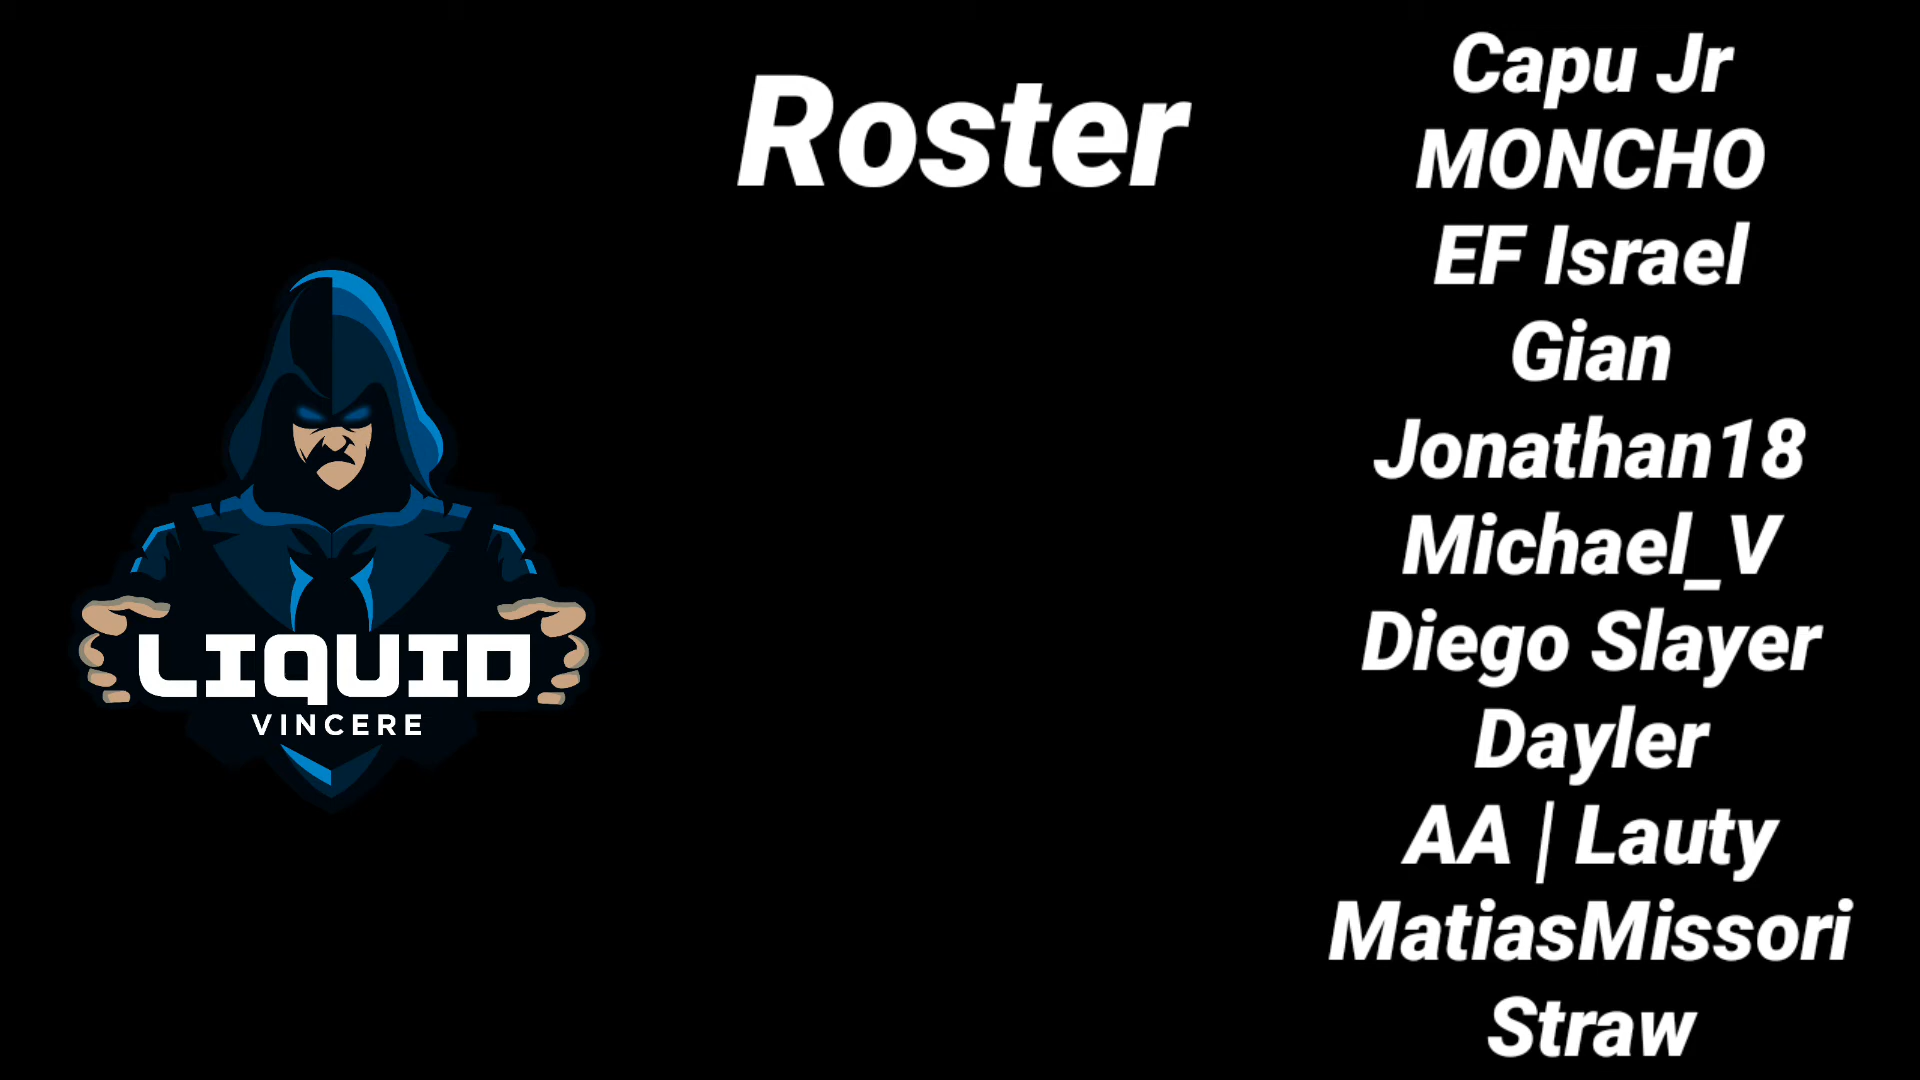 Roster
LIQUID
VINCERE
Capu Jr
MONCHO
EF Israel
Gian
Jonathan18
Michael_V
Diego Slayer
Dayler
AA | Lauty
MatiasMissori
Straw